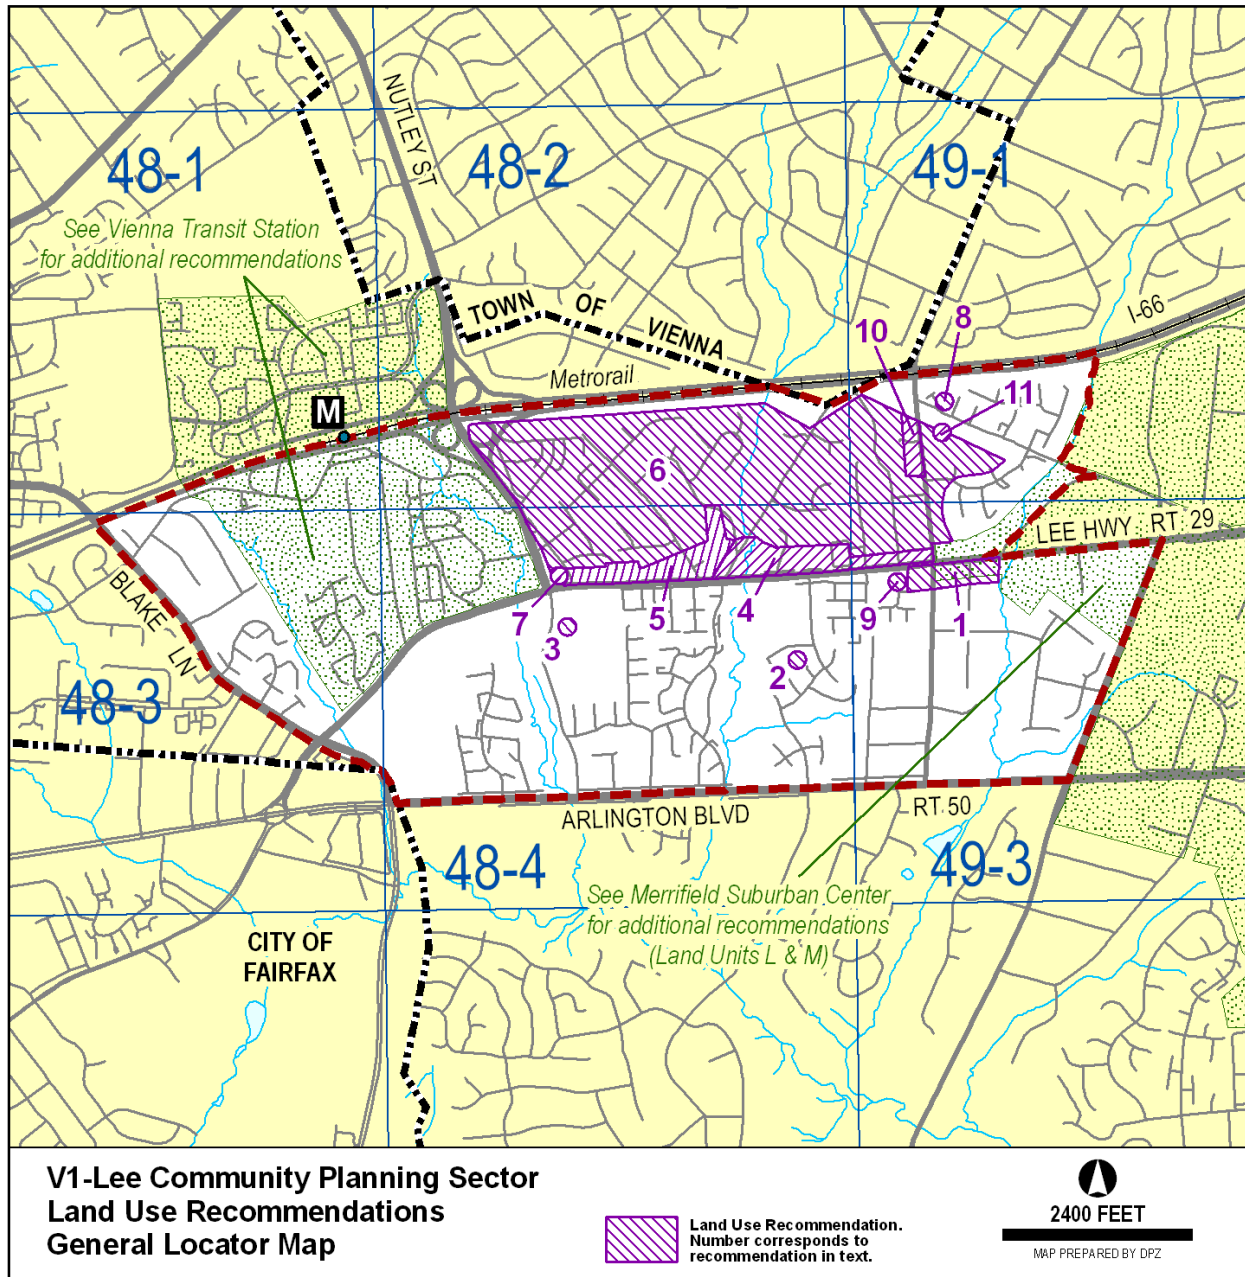 NUTLEY ST
48-1
48-2
49-1
See Vienna Transit Station
for additional recommendations
TOWN OF VIENNA
I-66
10
8
Metrorail
11
M
6
LEE HWY RT 29
BLAKE LN
7
3
5
4
9
1
2
48-3
ARLINGTON BLVD
RT 50
48-4
49-3
See Merrifield Suburban Center
for additional recommendations
(Land Units L & M)
CITY OF
FAIRFAX
V1-Lee Community Planning Sector
Land Use Recommendations
General Locator Map
Land Use Recommendation.
Number corresponds to
recommendation in text.
2400 FEET
MAP PREPARED BY DPZ